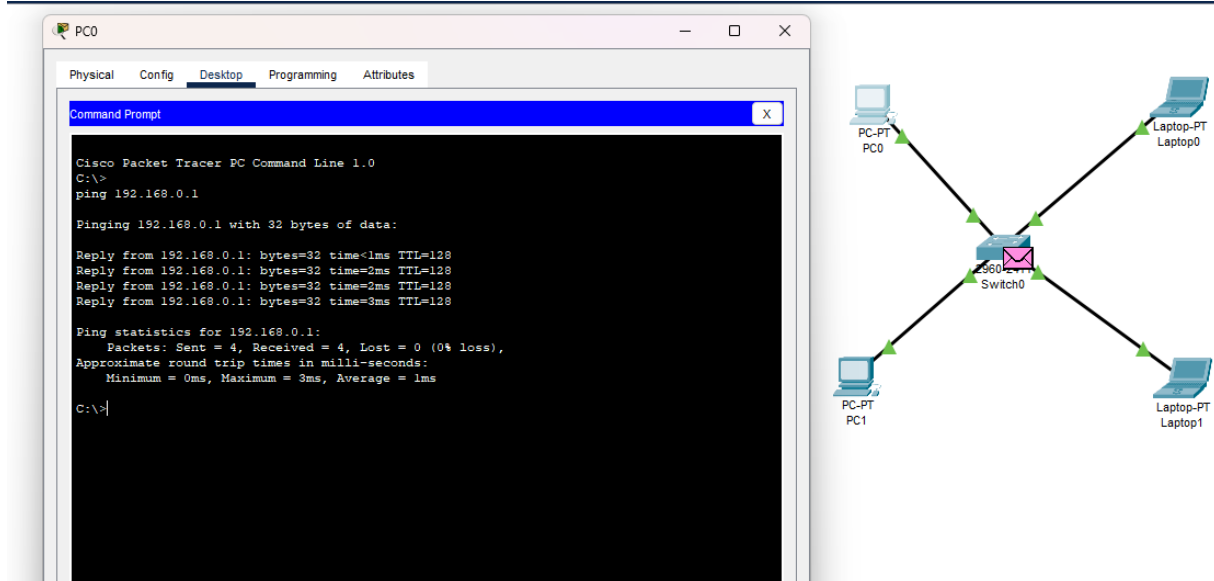 PC0
Physical Config Desktop Programming Attributes
Command Prompt
X
Cisco Packet Tracer PC Command Line 1.0
C:\>
ping 192.168.0.1
Pinging 192.168.0.1 with 32 bytes of data:
Reply from 192.168.0.1: bytes=32 time<1ms TTL=128
Reply from 192.168.0.1: bytes=32 time=2ms TTL=128
Reply from 192.168.0.1: bytes=32 time=2ms TTL=128
Reply from 192.168.0.1: bytes=32 time=3ms TTL=128
Ping statistics for 192.168.0.1:
Packets: Sent = 4, Received = 4, Lost = 0 (0% loss),
Approximate round trip times in milli-seconds:
Minimum = 0ms, Maximum = 3ms, Average = 1ms
C:\>
PC-PT
PC0
Laptop-PT
Laptop0
Switch0
PC-PT
PC1
Laptop-PT
Laptop1